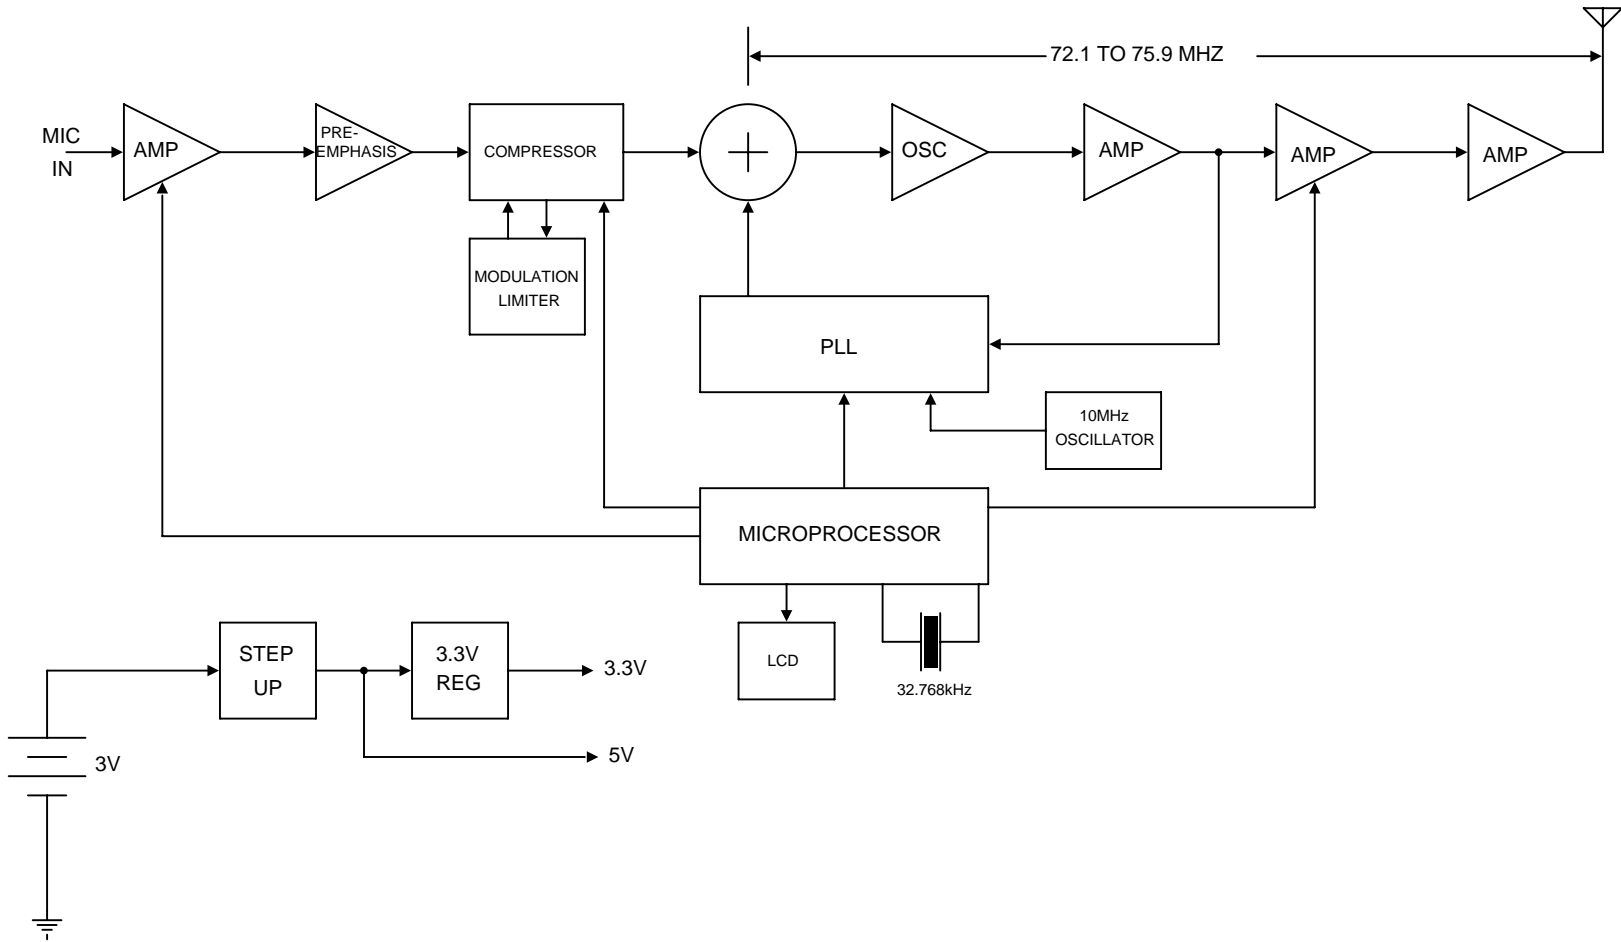 72.1 TO 75.9 MHZ
MIC
IN
AMP
PRE-
EMPHASIS
COMPRESSOR
OSC
AMP
AMP
AMP
MODULATION
LIMITER
PLL
10MHz
OSCILLATOR
MICROPROCESSOR
STEP
UP
3.3V
REG
3.3V
LCD
32.768kHz
3V
5V